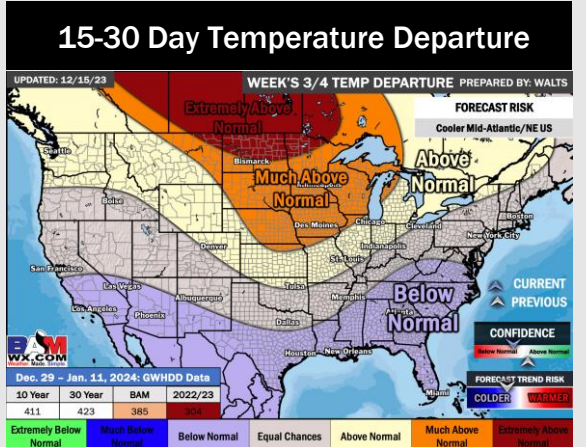 15-30 Day Temperature Departure
UPDATED: 12/15/23
WEEK'S 3/4 TEMP DEPARTURE PREPARED BY: WALTS
FORECAST RISK
Cooler Mid-Atlantic/NE US
Extremely Above
Normal
Seattle
Bismarck
Above
Normal
Much Above
Normal
Boise
Des Moines
Chicago
Cleveland
Boston
New York City
Denver
Indianapolis
St. Louis
San Francisco
Las Vegas
Tulsa
Los Angeles
Albuquerque
Memphis
Below
Normal
Atlanta
Phoenix
Dallas
Houston
New Orleans
Miami
CURRENT
PREVIOUS
CONFIDENCE
Below Normal
Above Normal
FORECAST TREND RISK
COLDER
WARMER
BAM
WX.COM
Weather Made Simple
Dec. 29 – Jan. 11, 2024: GWHDD Data
10 Year 30 Year BAM 2022/23
411 423 385 304
Extremely Below
Normal
Much Below
Normal
Below Normal
Equal Chances
Above Normal
Much Above
Normal
Extremely Above
Normal